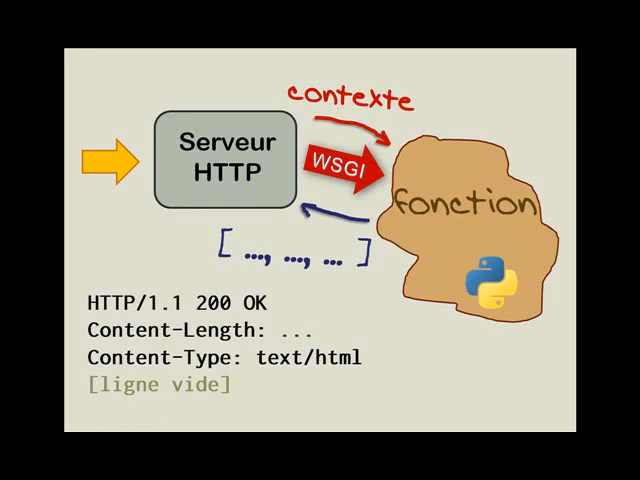 contexte
Serveur
HTTP
WSGI
fonction
[ ..., ..., ... ]
HTTP/1.1 200 OK
Content-Length: ...
Content-Type: text/html
[ligne vide]